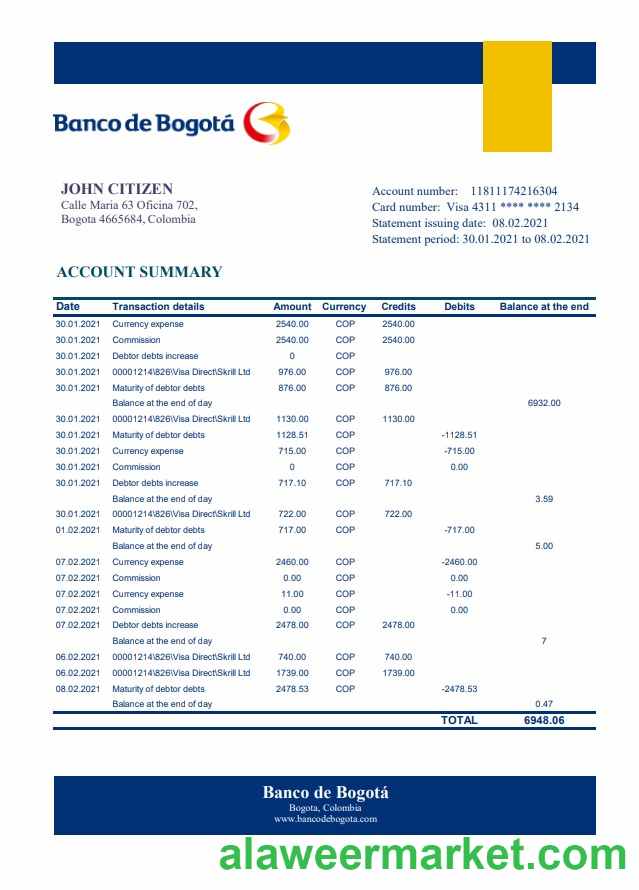 Banco de Bogotá
JOHN CITIZEN
Calle Maria 63 Oficina 702,
Bogota 4665684, Colombia
Account number: 11811174216304
Card number: Visa 4311 **** **** 2134
Statement issuing date: 08.02.2021
Statement period: 30.01.2021 to 08.02.2021
ACCOUNT SUMMARY
Date Transaction details Amount Currency Credits Debits Balance at the end
30.01.2021 Currency expense 2540.00 COP 2540.00
30.01.2021 Commission 2540.00 COP 2540.00
30.01.2021 Debtor debts increase 0 COP
30.01.2021 00001214\826\Visa Direct\Skrill Ltd 976.00 COP 976.00
30.01.2021 Maturity of debtor debts 876.00 COP 876.00
Balance at the end of day 6932.00
30.01.2021 00001214\826\Visa Direct\Skrill Ltd 1130.00 COP 1130.00
30.01.2021 Maturity of debtor debts 1128.51 COP -1128.51
30.01.2021 Currency expense 715.00 COP -715.00
30.01.2021 Commission 0 COP 0.00
30.01.2021 Debtor debts increase 717.10 COP 717.10
Balance at the end of day 3.59
30.01.2021 00001214\826\Visa Direct\Skrill Ltd 722.00 COP 722.00
01.02.2021 Maturity of debtor debts 717.00 COP -717.00
Balance at the end of day 5.00
07.02.2021 Currency expense 2460.00 COP -2460.00
07.02.2021 Commission 0.00 COP 0.00
07.02.2021 Currency expense 11.00 COP -11.00
07.02.2021 Commission 0.00 COP 0.00
07.02.2021 Debtor debts increase 2478.00 COP 2478.00
Balance at the end of day 7
06.02.2021 00001214\826\Visa Direct\Skrill Ltd 740.00 COP 740.00
06.02.2021 00001214\826\Visa Direct\Skrill Ltd 1739.00 COP 1739.00
08.02.2021 Maturity of debtor debts 2478.53 COP -2478.53
Balance at the end of day 0.47
TOTAL 6948.06
Banco de Bogotá
Bogota, Colombia
www.bancodebogota.com
alaweermarket.com